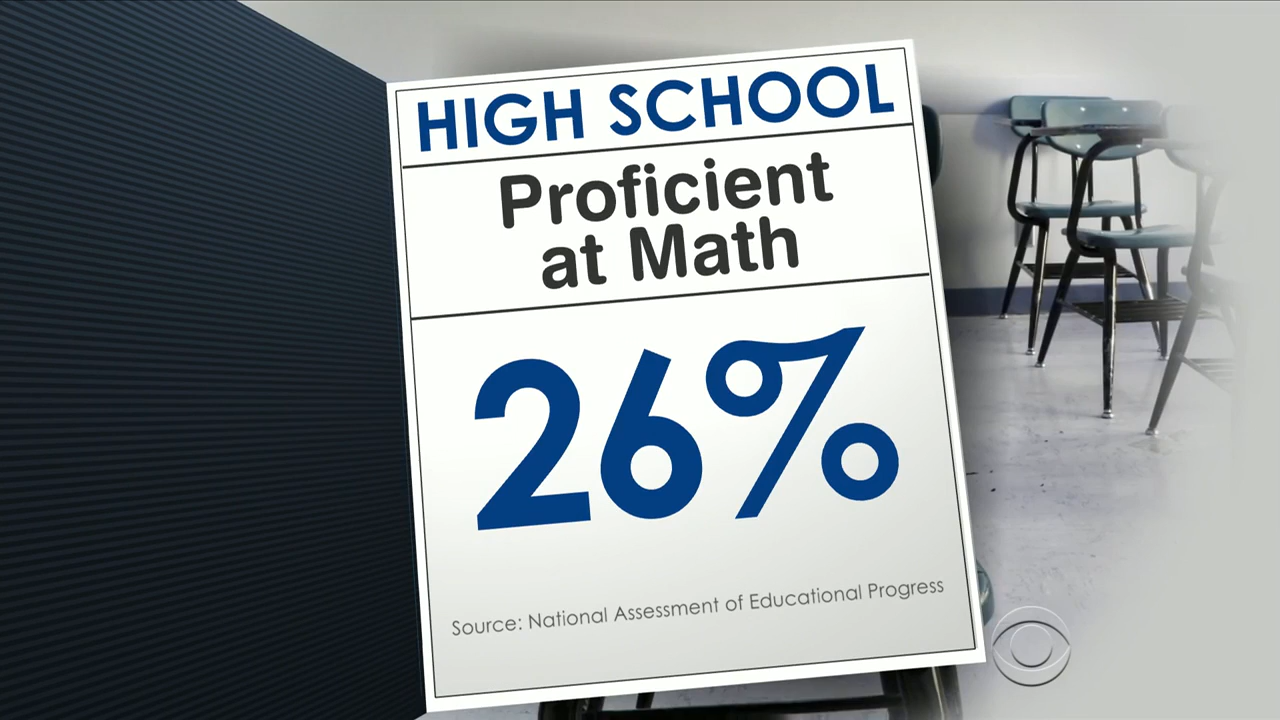 HIGH SCHOOL
Proficient
at Math
26%
Source: National Assessment of Educational Progress